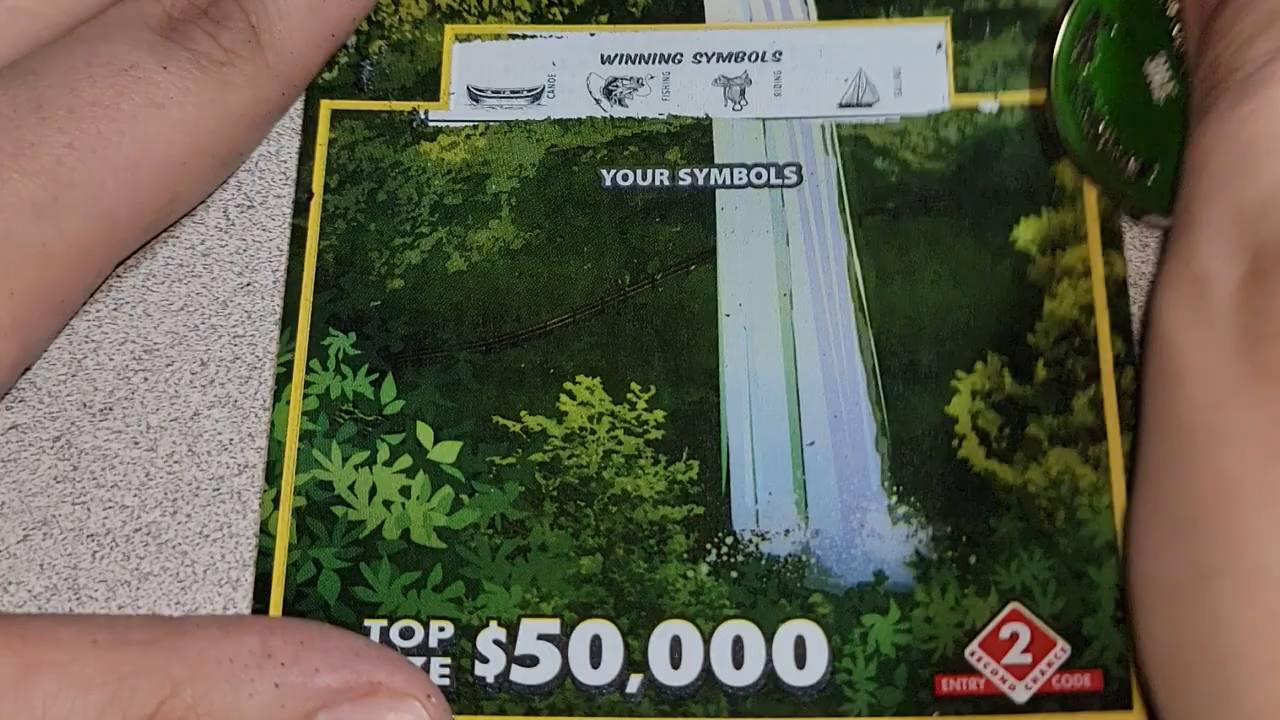 WINNING SYMBOLS
CANOE FISHING RIDING SAILING
YOUR SYMBOLS
TOP
$50,000
2
SECOND CHANCE
ENTRY CODE